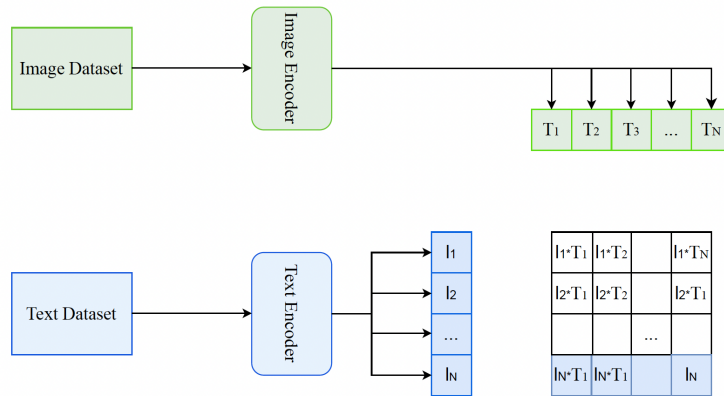 Image Dataset
Image Encoder
T1 T2 T3 ... TN
Text Dataset
Text Encoder
I1
I2
...
IN
I1*T1 I1*T2 I1*TN
I2*T1 I2*T2 I2*T1
...
IN*T1 IN*T1 IN